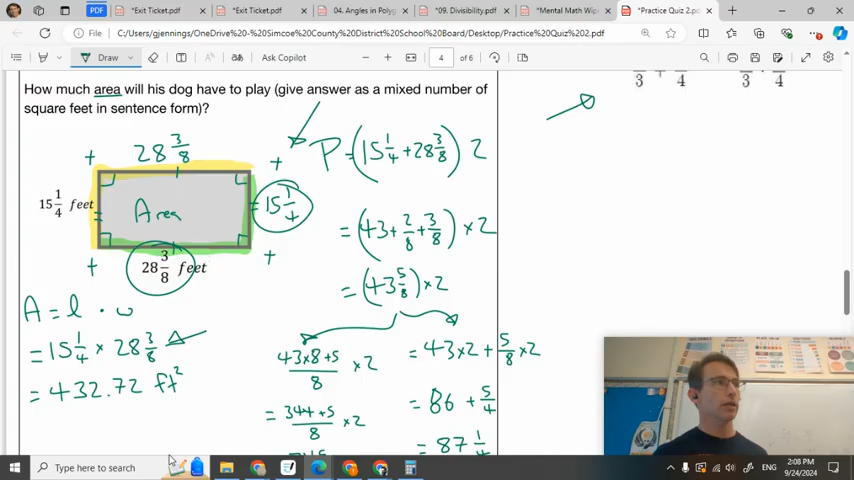 *Exit Ticket.pdf
*Exit Ticket.pdf
04. Angles in Polyg
*09. Divisibility.pdf
*Mental Math Wip
*Practice Quiz 2.pd
C:/Users/gjennings/OneDrive%20-%20Simcoe%20County%20District%20School%20Board/Desktop/Practice%20Quiz%202.pdf
Draw
Ask Copilot
4 of 6
How much area will his dog have to play (give answer as a mixed number of
square feet in sentence form)?
3 + 4 3 · 4
28 3/8
+ +
15 1/4 feet
= Area = 15 1/4
28 3/8 feet
+ +
A = l · w
= 15 1/4 × 28 3/8
= 432.72 ft²
P = (15 1/4 + 28 3/8) 2
= (43 + 2/8 + 3/8) × 2
= (43 5/8) × 2
43×8+5/8 × 2
= 344+5/8 × 2
= 43×2 + 5/8 × 2
= 86 + 5/4
= 87 1/4
Type here to search
ENG
2:08 PM
9/24/2024